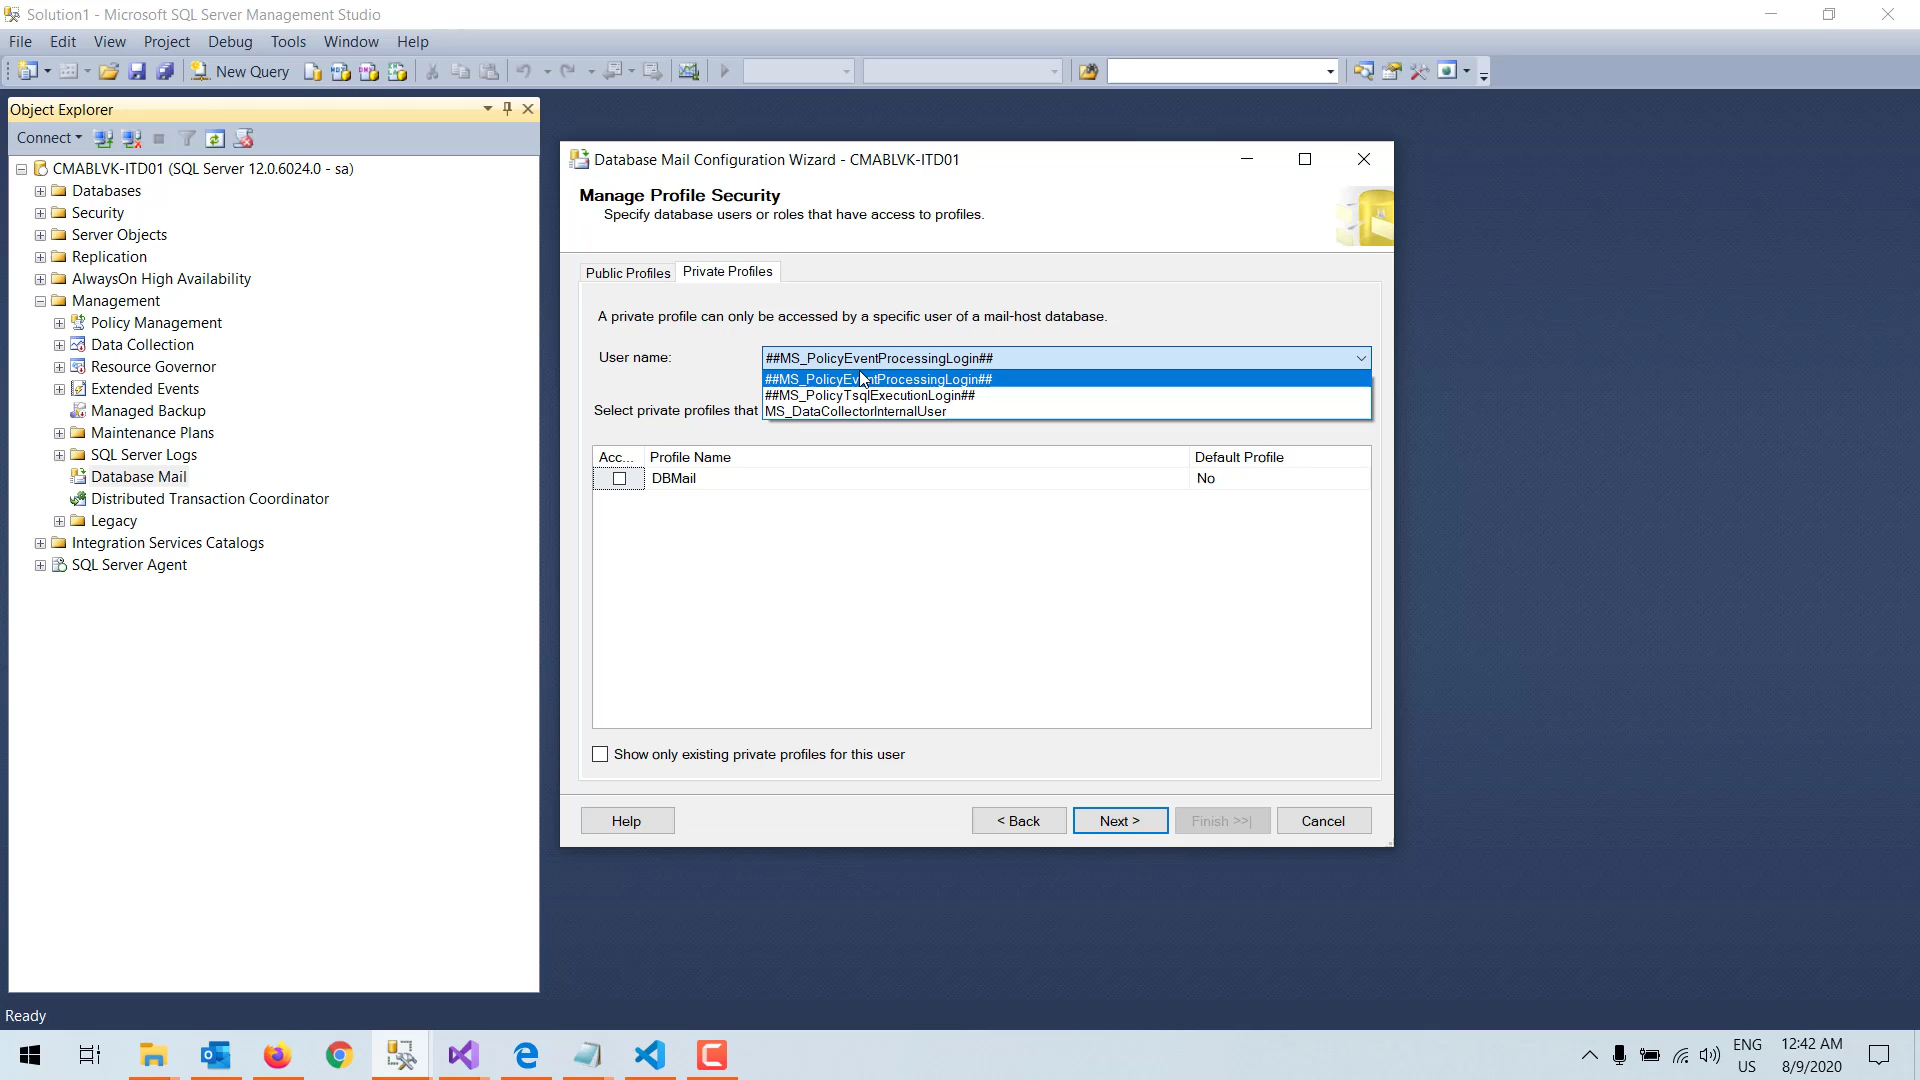 Solution1 - Microsoft SQL Server Management Studio
File Edit View Project Debug Tools Window Help
New Query
Object Explorer
Connect
CMABLVK-ITD01 (SQL Server 12.0.6024.0 - sa)
Databases
Security
Server Objects
Replication
AlwaysOn High Availability
Management
Policy Management
Data Collection
Resource Governor
Extended Events
Managed Backup
Maintenance Plans
SQL Server Logs
Database Mail
Distributed Transaction Coordinator
Legacy
Integration Services Catalogs
SQL Server Agent
Database Mail Configuration Wizard - CMABLVK-ITD01
Manage Profile Security
Specify database users or roles that have access to profiles.
Public Profiles Private Profiles
A private profile can only be accessed by a specific user of a mail-host database.
User name: ##MS_PolicyEventProcessingLogin##
##MS_PolicyEventProcessingLogin##
##MS_PolicyTsqlExecutionLogin##
MS_DataCollectorInternalUser
Select private profiles that
Acc... Profile Name Default Profile
DBMail No
Show only existing private profiles for this user
Help < Back Next > Finish >>| Cancel
Ready
ENG
US
12:42 AM
8/9/2020